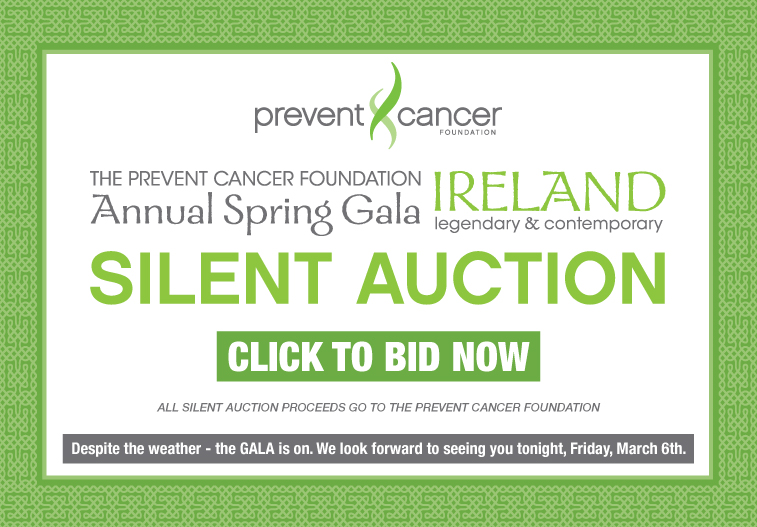 prevent cancer
FOUNDATION
THE PREVENT CANCER FOUNDATION
Annual Spring Gala
IRELAND
legendary & contemporary
SILENT AUCTION
CLICK TO BID NOW
ALL SILENT AUCTION PROCEEDS GO TO THE PREVENT CANCER FOUNDATION
Despite the weather - the GALA is on. We look forward to seeing you tonight, Friday, March 6th.